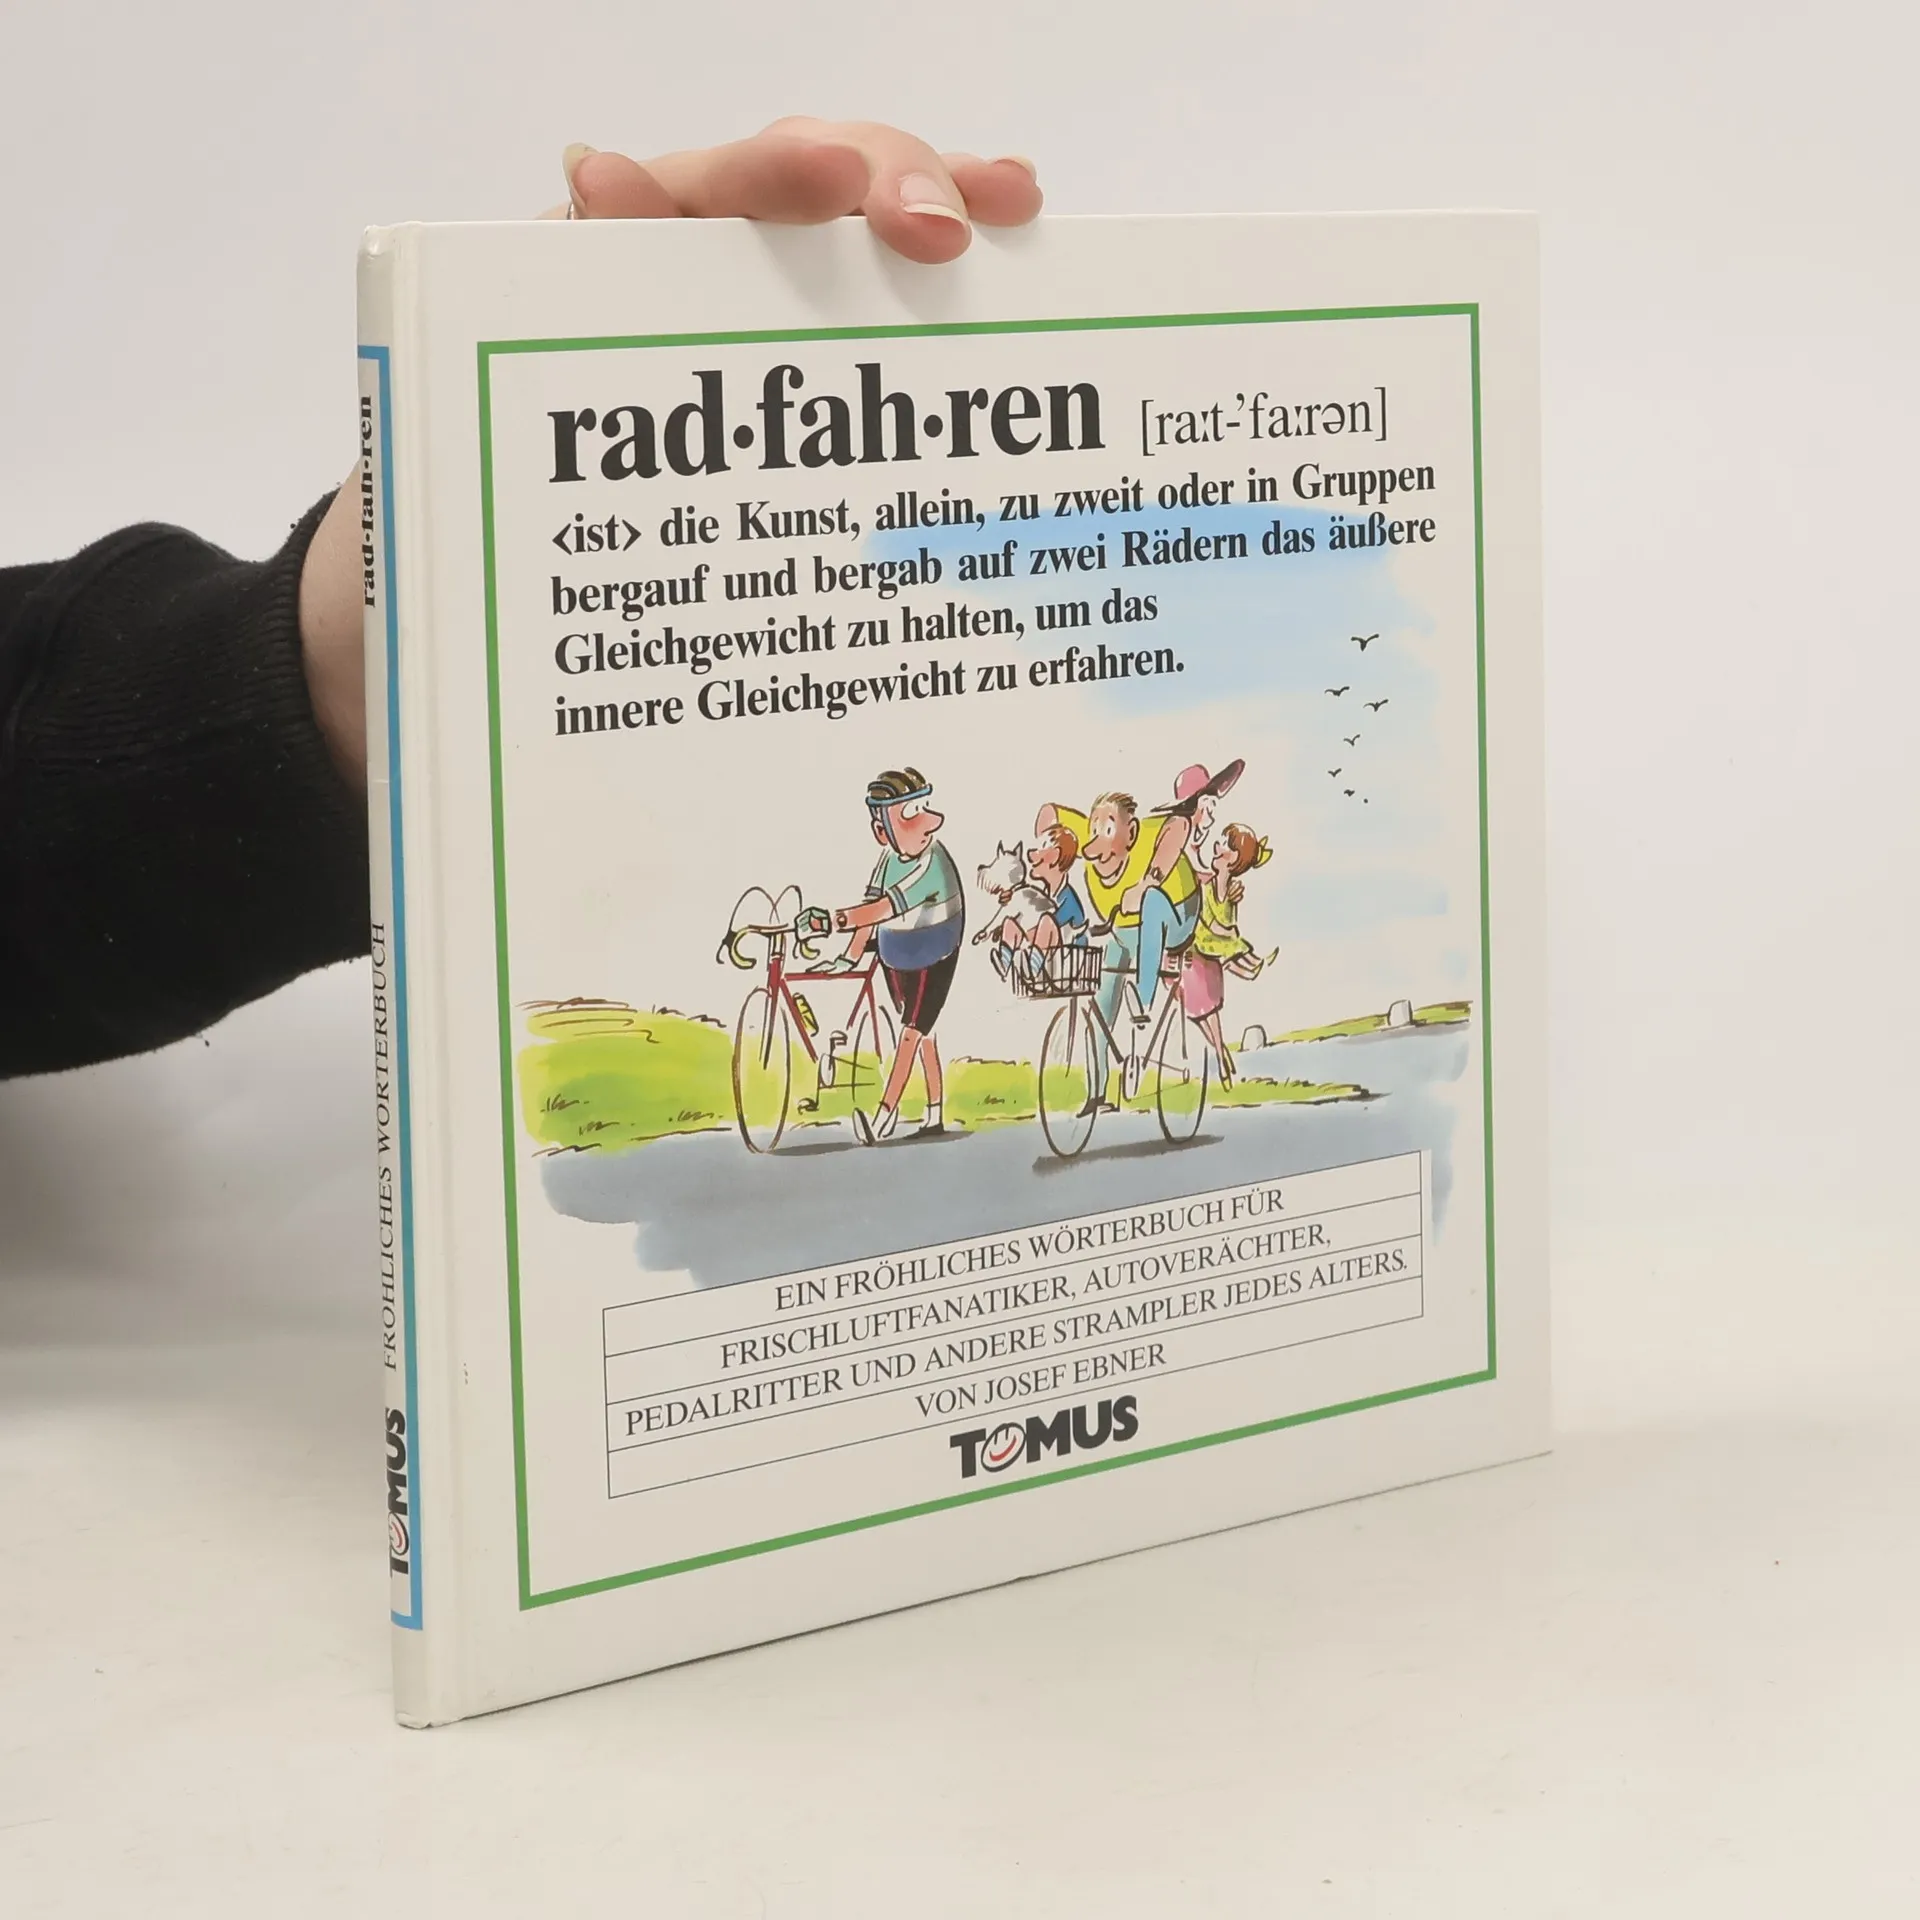 rad·fah·ren [ra:t-’fa:rən]
<ist> die Kunst, allein, zu zweit oder in Gruppen
bergauf und bergab auf zwei Rädern das äußere
Gleichgewicht zu halten, um das
innere Gleichgewicht zu erfahren.
EIN FRÖHLICHES WÖRTERBUCH FÜR
FRISCHLUFTFANATIKER, AUTOVERÄCHTER,
PEDALRITTER UND ANDERE STRAMPLER JEDES ALTERS.
VON JOSEF EBNER
TOMUS
rad·fah·ren
FRÖHLICHES WÖRTERBUCH
TOMUS